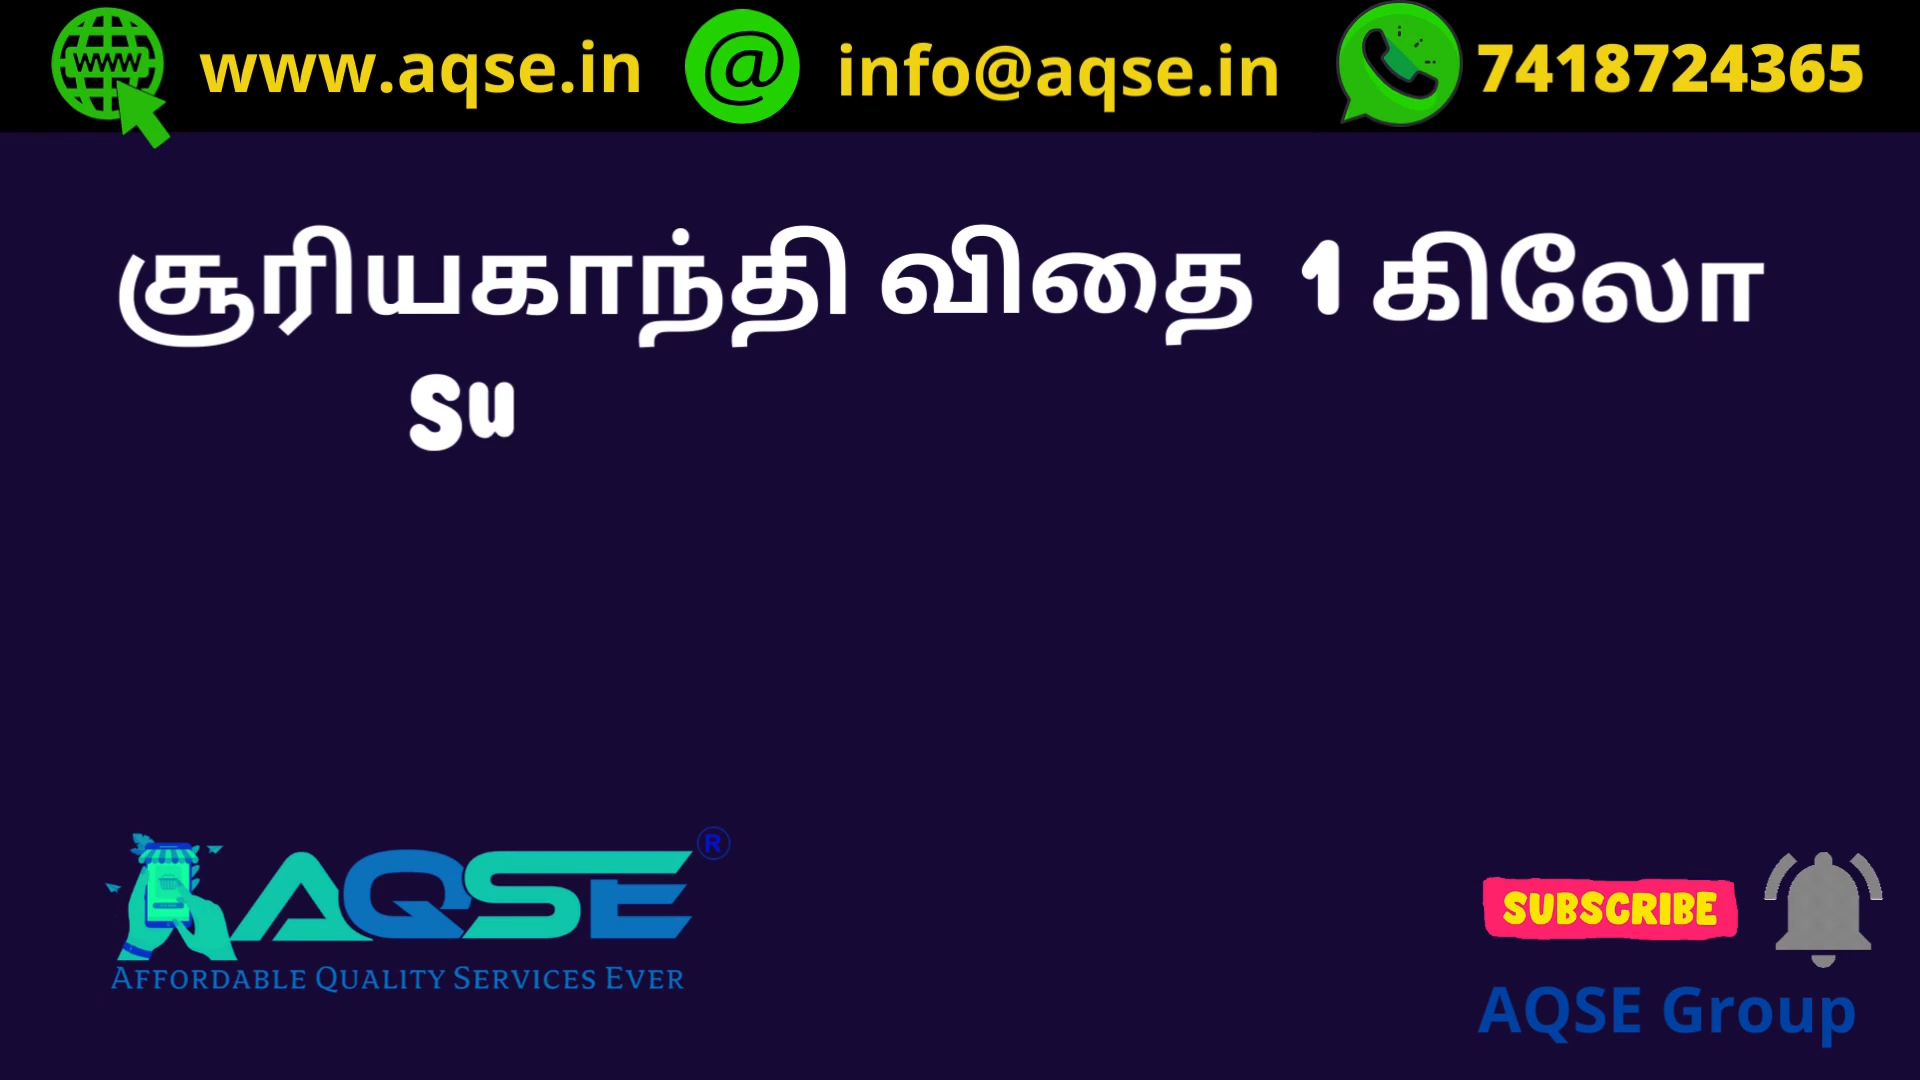 www.aqse.in
info@aqse.in
7418724365
சூரியகாந்தி விதை 1 கிலோ
Su
AQSE ®
AFFORDABLE QUALITY SERVICES EVER
SUBSCRIBE
AQSE Group